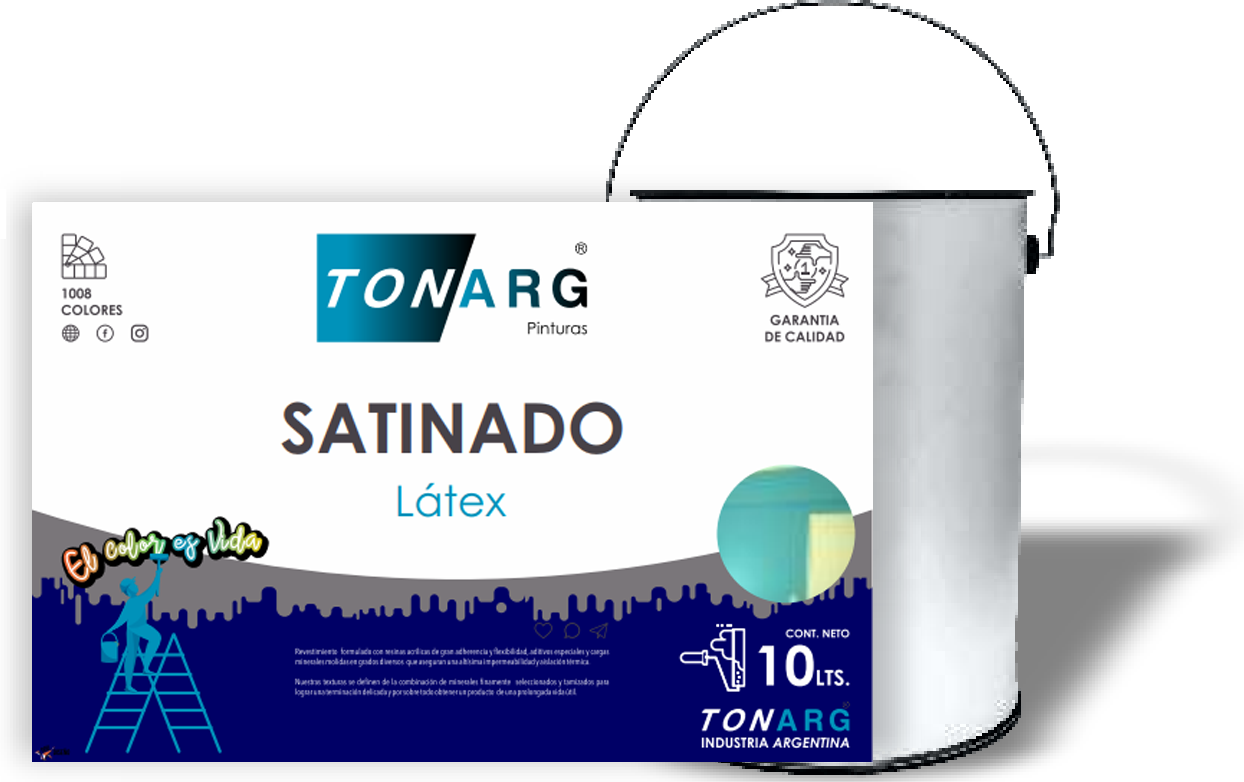 1008
COLORES
TONARG®
Pinturas
GARANTIA
DE CALIDAD
1
SATINADO
Látex
El color es Vida
Revestimiento formulado con resinas acrílicas de gran adherencia y flexibilidad, aditivos especiales y cargas
minerales molidas en grados diversos que aseguran una altísima impermeabilidad y aislación térmica.
Nuestras texturas se definen de la combinación de minerales finamente seleccionados y tamizados para
lograr una terminación delicada y por sobre todo obtener un producto de una prolongada vida útil.
CONT. NETO
10 LTS.
TONARG®
INDUSTRIA ARGENTINA